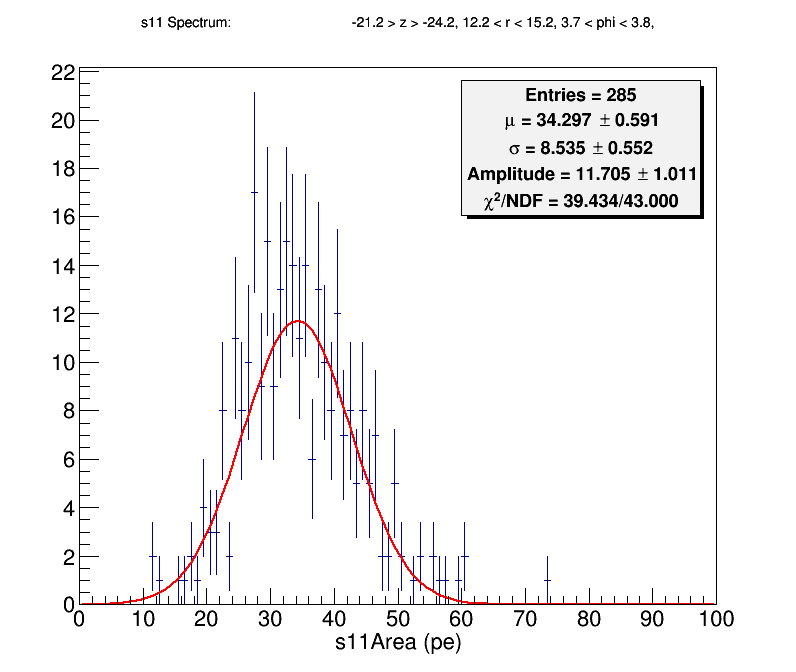 s11 Spectrum: -21.2 > z > -24.2, 12.2 < r < 15.2, 3.7 < phi < 3.8,
22
20
18
16
14
12
10
8
6
4
2
0
Entries = 285
μ = 34.297 ± 0.591
σ = 8.535 ± 0.552
Amplitude = 11.705 ± 1.011
χ²/NDF = 39.434/43.000
0 10 20 30 40 50 60 70 80 90 100
s11Area (pe)